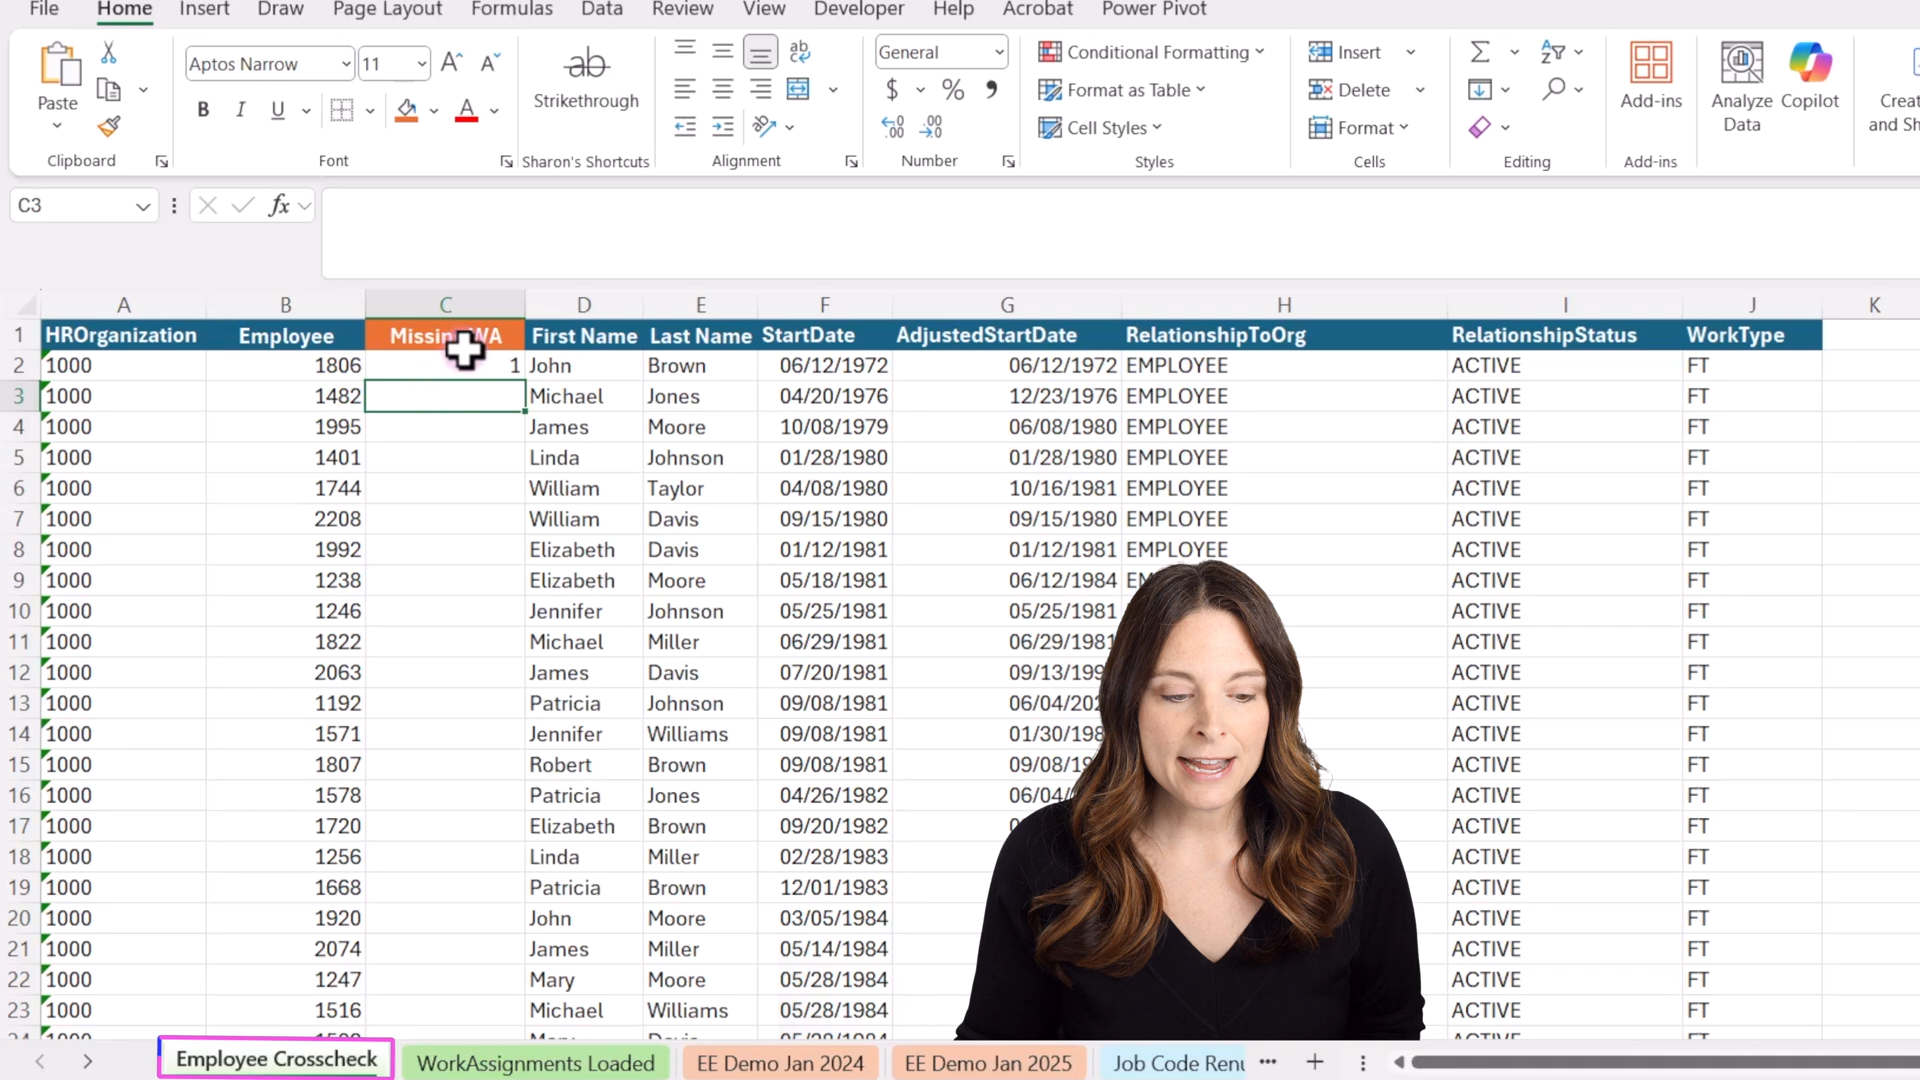 File Home Insert Draw Page Layout Formulas Data Review View Developer Help Acrobat Power Pivot
Paste
Clipboard
Aptos Narrow 11
B I U
Font
ab
Strikethrough
Sharon's Shortcuts
ab
Alignment
General
$ % 9
Number
Conditional Formatting
Format as Table
Cell Styles
Styles
Insert
Delete
Format
Cells
Editing
Add-ins
Add-ins
Analyze Data
Copilot
and
C3 fx
A B C D E F G H I J K
1 HROrganization Employee First Name Last Name StartDate AdjustedStartDate RelationshipToOrg RelationshipStatus WorkType
2 1000 1806 1 John Brown 06/12/1972 06/12/1972 EMPLOYEE ACTIVE FT
3 1000 1482 Michael Jones 04/20/1976 12/23/1976 EMPLOYEE ACTIVE FT
4 1000 1995 James Moore 10/08/1979 06/08/1980 EMPLOYEE ACTIVE FT
5 1000 1401 Linda Johnson 01/28/1980 01/28/1980 EMPLOYEE ACTIVE FT
6 1000 1744 William Taylor 04/08/1980 10/16/1981 EMPLOYEE ACTIVE FT
7 1000 2208 William Davis 09/15/1980 09/15/1980 EMPLOYEE ACTIVE FT
8 1000 1992 Elizabeth Davis 01/12/1981 01/12/1981 EMPLOYEE ACTIVE FT
9 1000 1238 Elizabeth Moore 05/18/1981 06/12/1984 ACTIVE FT
10 1000 1246 Jennifer Johnson 05/25/1981 05/25/1981 ACTIVE FT
11 1000 1822 Michael Miller 06/29/1981 06/29/1981 ACTIVE FT
12 1000 2063 James Davis 07/20/1981 ACTIVE FT
13 1000 1192 Patricia Johnson 09/08/1981 ACTIVE FT
14 1000 1571 Jennifer Williams 09/08/1981 ACTIVE FT
15 1000 1807 Robert Brown 09/08/1981 ACTIVE FT
16 1000 1578 Patricia Jones 04/26/1982 ACTIVE FT
17 1000 1720 Elizabeth Brown 09/20/1982 ACTIVE FT
18 1000 1256 Linda Miller 02/28/1983 ACTIVE FT
19 1000 1668 Patricia Brown 12/01/1983 ACTIVE FT
20 1000 1920 John Moore 03/05/1984 ACTIVE FT
21 1000 2074 James Miller 05/14/1984 ACTIVE FT
22 1000 1247 Mary Moore 05/28/1984 ACTIVE FT
23 1000 1516 Michael Williams 05/28/1984 ACTIVE FT
Employee Crosscheck WorkAssignments Loaded EE Demo Jan 2024 EE Demo Jan 2025 Job Code